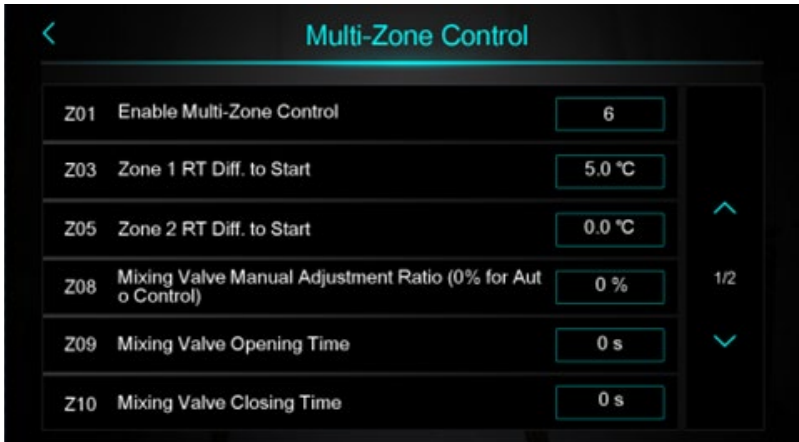 Multi-Zone Control
Z01 Enable Multi-Zone Control 6
Z03 Zone 1 RT Diff. to Start 5.0 ℃
Z05 Zone 2 RT Diff. to Start 0.0 ℃
Z08 Mixing Valve Manual Adjustment Ratio (0% for Aut
o Control) 0 %
1/2
Z09 Mixing Valve Opening Time 0 s
Z10 Mixing Valve Closing Time 0 s